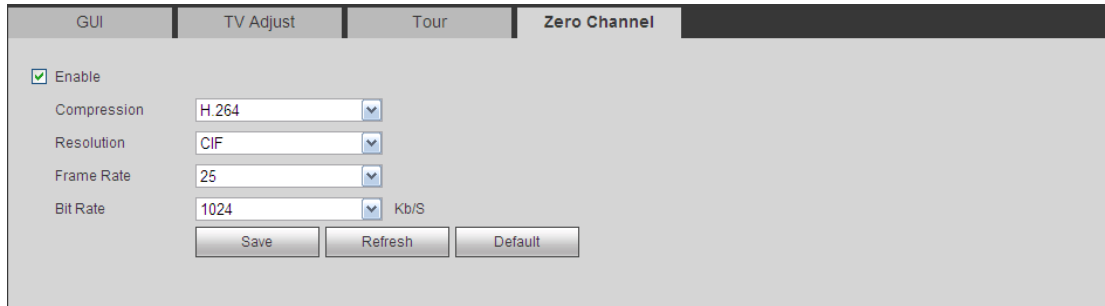 GUI TV Adjust Tour Zero Channel
Enable
Compression H.264
Resolution CIF
Frame Rate 25
Bit Rate 1024 Kb/S
Save Refresh Default